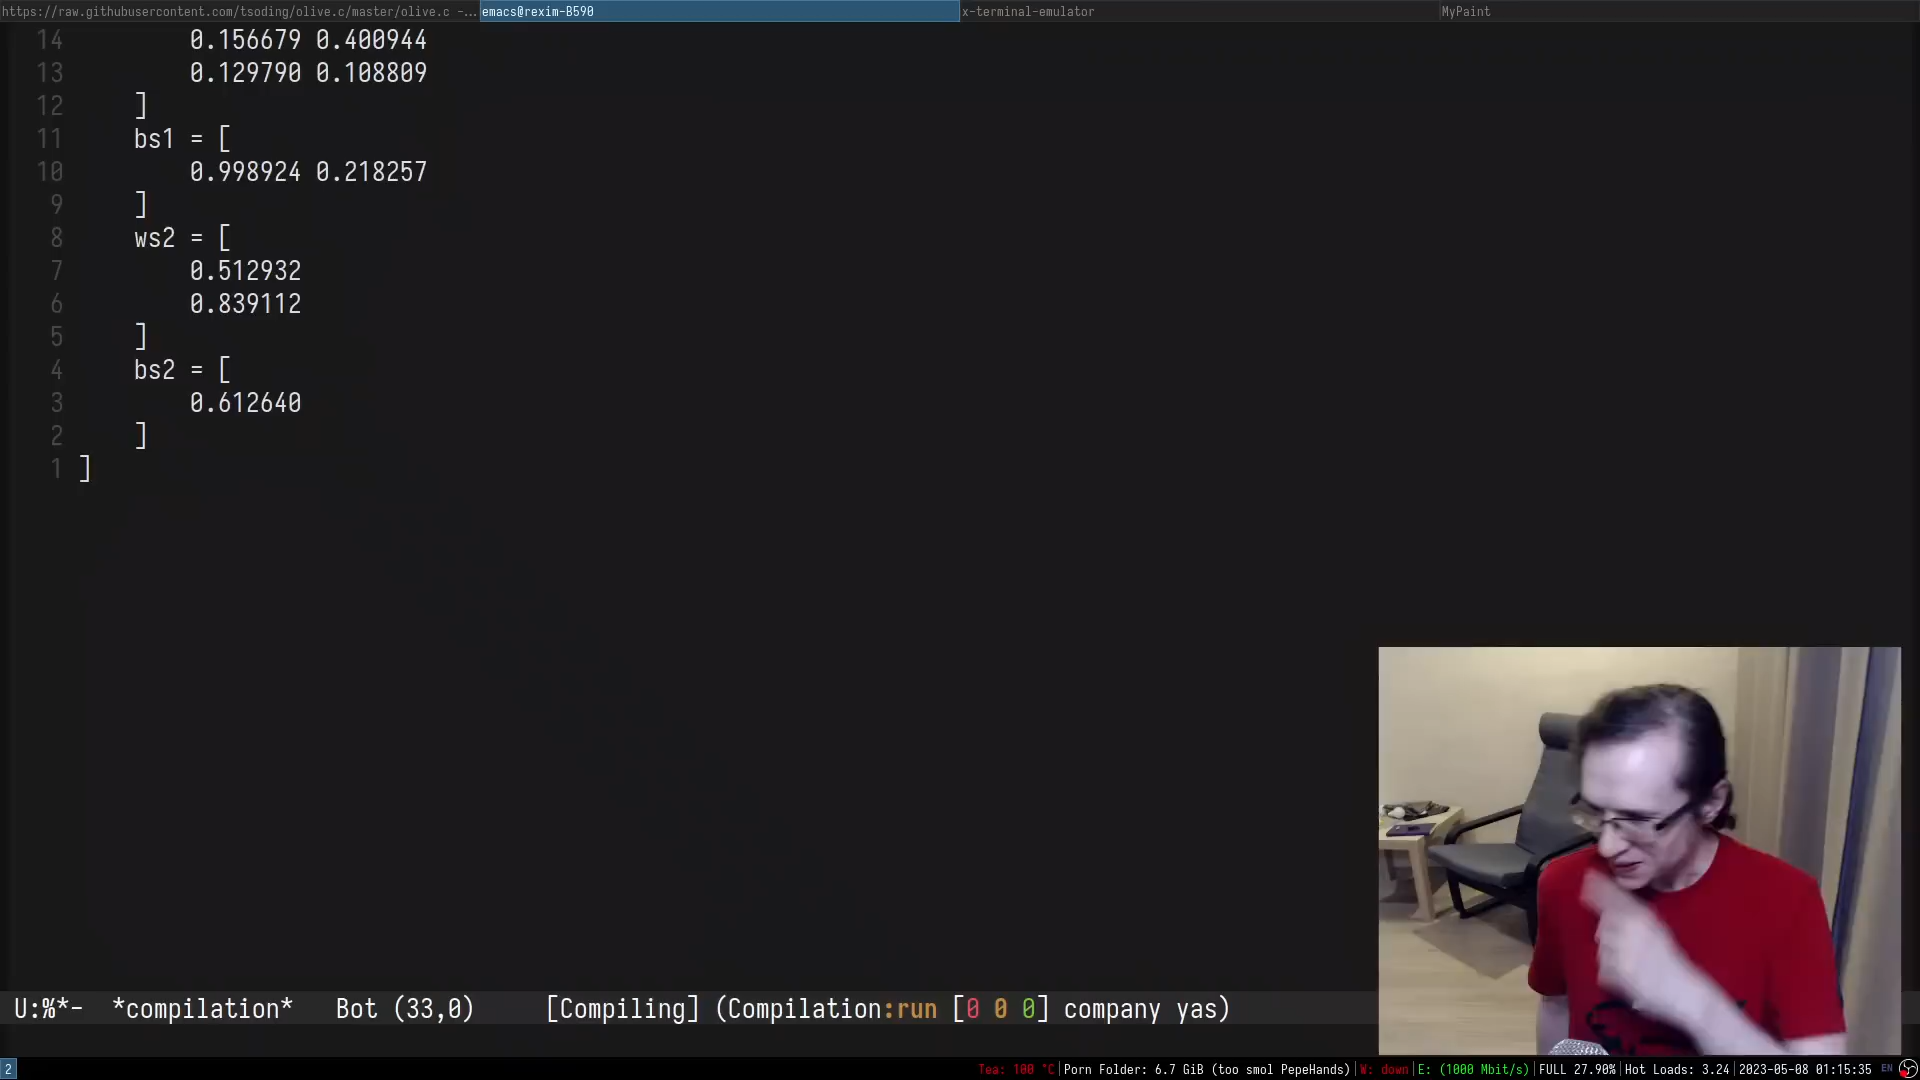 https://raw.githubusercontent.com/tsoding/olive.c/master/olive.c -... emacs@rexim-B590 x-terminal-emulator MyPaint
14 0.156679 0.400944
13 0.129790 0.108809
12 ]
11 bs1 = [
10 0.998924 0.218257
9 ]
8 ws2 = [
7 0.512932
6 0.839112
5 ]
4 bs2 = [
3 0.612640
2 ]
1 ]
U:%*- *compilation* Bot (33,0) [Compiling] (Compilation:run [0 0 0] company yas)
2 Tea: 100 °C|Porn Folder: 6.7 GiB (too smol PepeHands)|W: down|E: (1000 Mbit/s)|FULL 27.90%|Hot Loads: 3.24|2023-05-08 01:15:35 EN